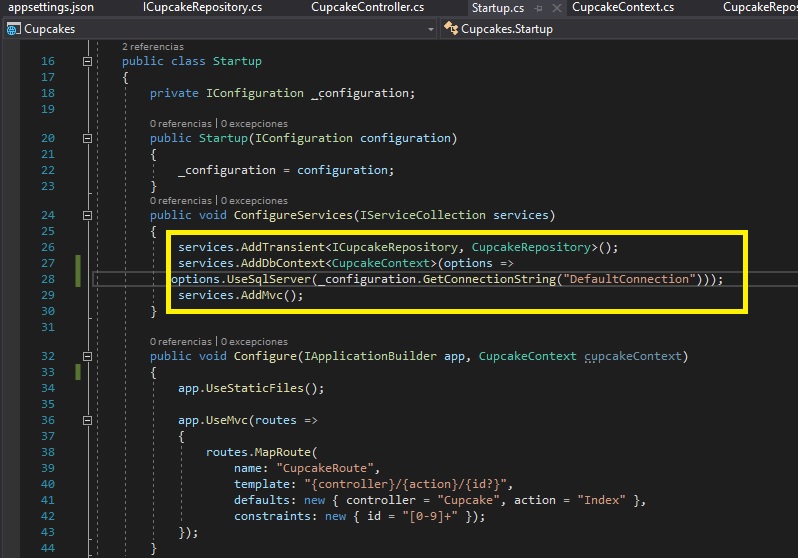 appsettings.json ICupcakeRepository.cs CupcakeController.cs Startup.cs CupcakeContext.cs CupcakeRepos
Cupcakes Cupcakes.Startup
2 referencias
16 public class Startup
17 {
18 private IConfiguration _configuration;
19
0 referencias | 0 excepciones
20 public Startup(IConfiguration configuration)
21 {
22 _configuration = configuration;
23 }
0 referencias | 0 excepciones
24 public void ConfigureServices(IServiceCollection services)
25 {
26 services.AddTransient<ICupcakeRepository, CupcakeRepository>();
27 services.AddDbContext<CupcakeContext>(options =>
28 options.UseSqlServer(_configuration.GetConnectionString("DefaultConnection")));
29 services.AddMvc();
30 }
31
0 referencias | 0 excepciones
32 public void Configure(IApplicationBuilder app, CupcakeContext cupcakeContext)
33 {
34 app.UseStaticFiles();
35
36 app.UseMvc(routes =>
37 {
38 routes.MapRoute(
39 name: "CupcakeRoute",
40 template: "{controller}/{action}/{id?}",
41 defaults: new { controller = "Cupcake", action = "Index" },
42 constraints: new { id = "[0-9]+" });
43 });
44 }